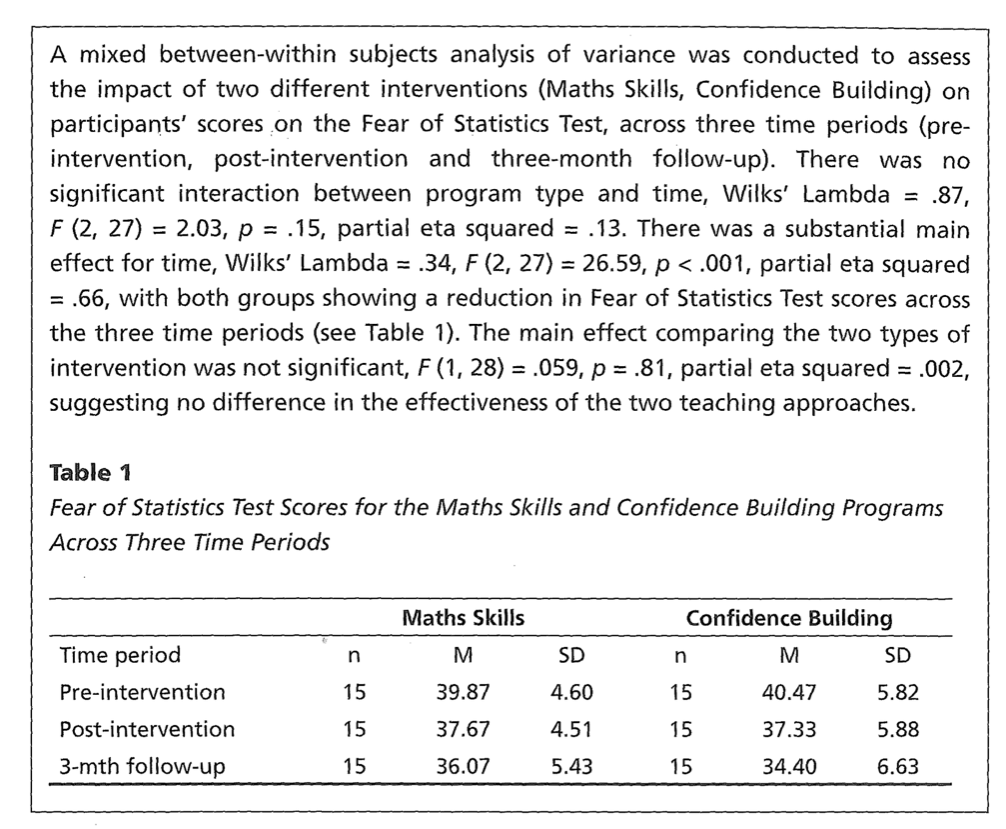 A mixed between-within subjects analysis of variance was conducted to assess
the impact of two different interventions (Maths Skills, Confidence Building) on
participants' scores on the Fear of Statistics Test, across three time periods (pre-
intervention, post-intervention and three-month follow-up). There was no
significant interaction between program type and time, Wilks' Lambda = .87,
F (2, 27) = 2.03, p = .15, partial eta squared = .13. There was a substantial main
effect for time, Wilks' Lambda = .34, F (2, 27) = 26.59, p < .001, partial eta squared
= .66, with both groups showing a reduction in Fear of Statistics Test scores across
the three time periods (see Table 1). The main effect comparing the two types of
intervention was not significant, F (1, 28) = .059, p = .81, partial eta squared = .002,
suggesting no difference in the effectiveness of the two teaching approaches.
Table 1
Fear of Statistics Test Scores for the Maths Skills and Confidence Building Programs
Across Three Time Periods
Maths Skills Confidence Building
Time period n M SD n M SD
Pre-intervention 15 39.87 4.60 15 40.47 5.82
Post-intervention 15 37.67 4.51 15 37.33 5.88
3-mth follow-up 15 36.07 5.43 15 34.40 6.63